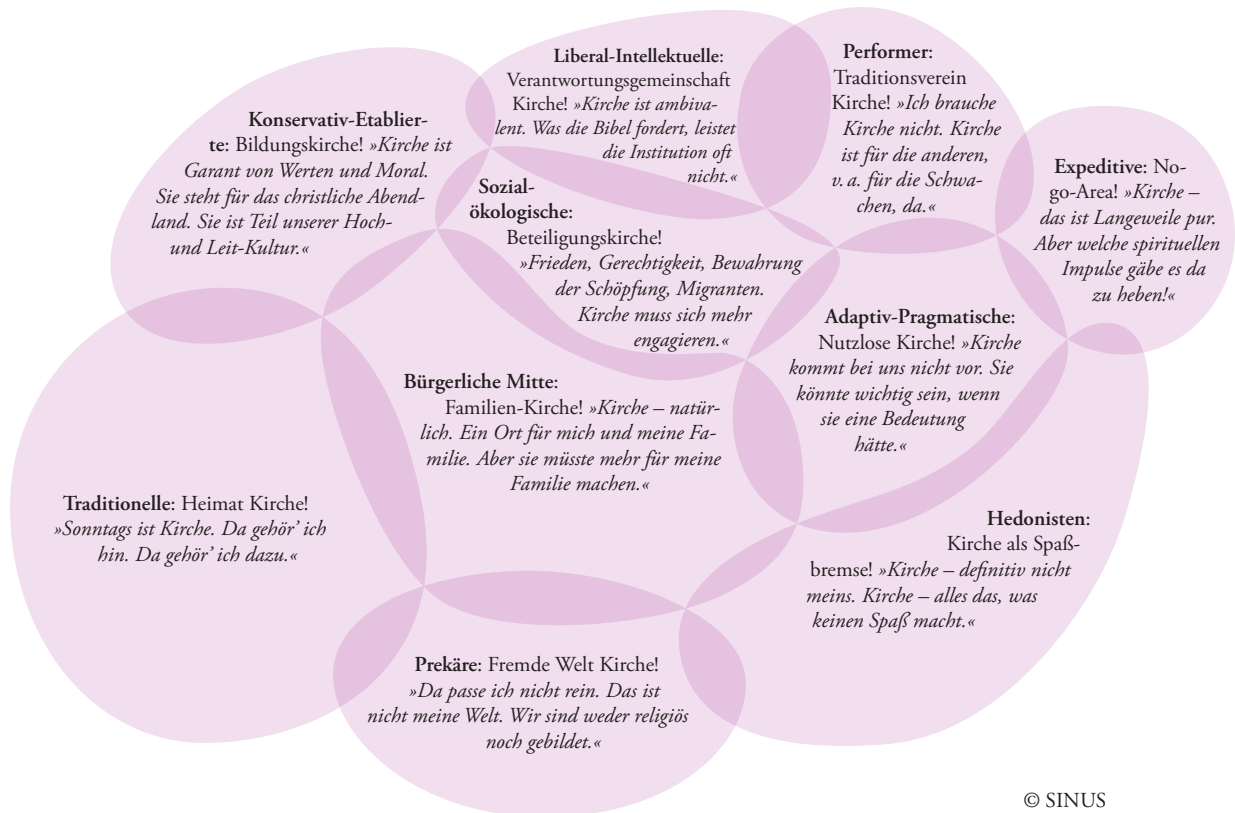 Liberal-Intellektuelle:
Verantwortungsgemeinschaft
Kirche! »Kirche ist ambiva-
lent. Was die Bibel fordert, leistet
die Institution oft
nicht.«
Performer:
Traditionsverein
Kirche! »Ich brauche
Kirche nicht. Kirche
ist für die anderen,
v. a. für die Schwa-
chen, da.«
Konservativ-Etablier-
te: Bildungskirche! »Kirche ist
Garant von Werten und Moral.
Sie steht für das christliche Abend-
land. Sie ist Teil unserer Hoch-
und Leit-Kultur.«
Expeditive: No-
go-Area! »Kirche –
das ist Langeweile pur.
Aber welche spirituellen
Impulse gäbe es da
zu heben!«
Sozial-
ökologische:
Beteiligungskirche!
»Frieden, Gerechtigkeit, Bewahrung
der Schöpfung, Migranten.
Kirche muss sich mehr
engagieren.«
Adaptiv-Pragmatische:
Nutzlose Kirche! »Kirche
kommt bei uns nicht vor. Sie
könnte wichtig sein, wenn
sie eine Bedeutung
hätte.«
Bürgerliche Mitte:
Familien-Kirche! »Kirche – natür-
lich. Ein Ort für mich und meine Fa-
milie. Aber sie müsste mehr für meine
Familie machen.«
Traditionelle: Heimat Kirche!
»Sonntags ist Kirche. Da gehör’ ich
hin. Da gehör’ ich dazu.«
Hedonisten:
Kirche als Spaß-
bremse! »Kirche – definitiv nicht
meins. Kirche – alles das, was
keinen Spaß macht.«
Prekäre: Fremde Welt Kirche!
»Da passe ich nicht rein. Das ist
nicht meine Welt. Wir sind weder religiös
noch gebildet.«
© SINUS